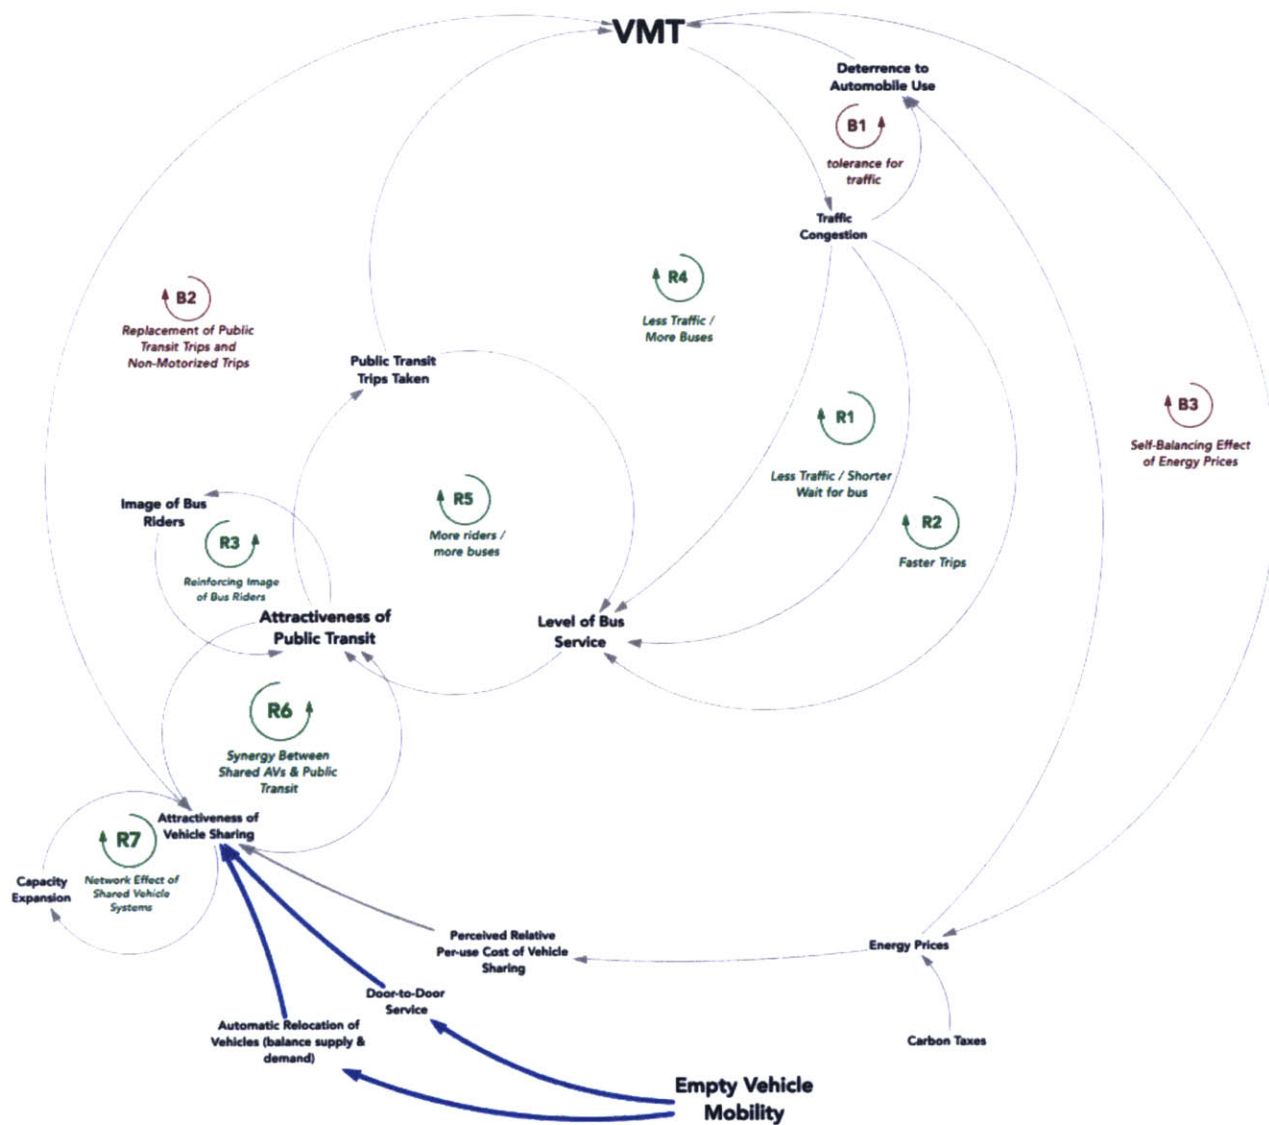 VMT
Deterrence to
Automobile Use
B1
tolerance for
traffic
Traffic
Congestion
B2
Replacement of Public
Transit Trips and
Non-Motorized Trips
R4
Less Traffic /
More Buses
Public Transit
Trips Taken
R1
Less Traffic / Shorter
Wait for bus
B3
Self-Balancing Effect
of Energy Prices
Image of Bus
Riders
R3
Reinforcing Image
of Bus Riders
R5
More riders /
more buses
R2
Faster Trips
Attractiveness of
Public Transit
Level of Bus
Service
R6
Synergy Between
Shared AVs & Public
Transit
Attractiveness of
Vehicle Sharing
R7
Network Effect of
Shared Vehicle
Systems
Capacity
Expansion
Perceived Relative
Per-use Cost of Vehicle
Sharing
Energy Prices
Door-to-Door
Service
Automatic Relocation of
Vehicles (balance supply &
demand)
Carbon Taxes
Empty Vehicle
Mobility